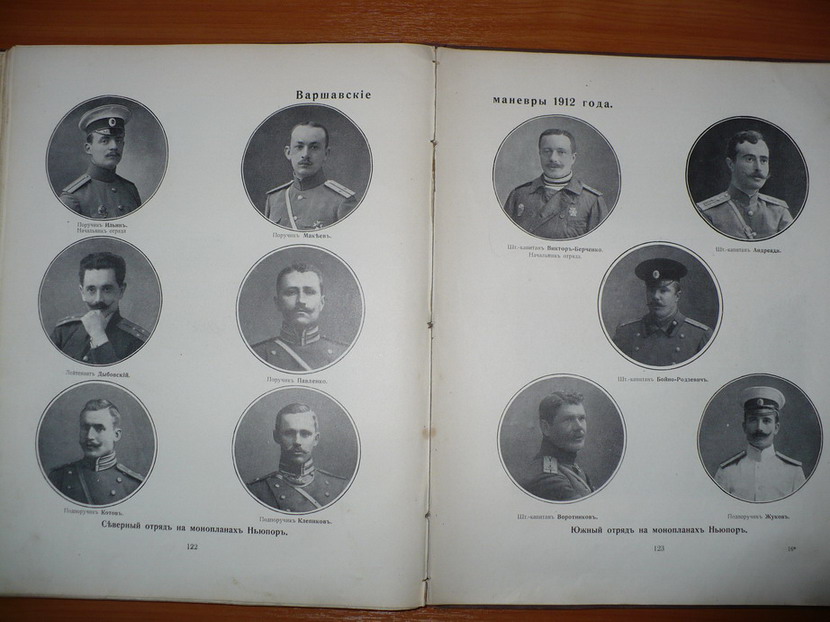 Варшавскіе
Поручикъ Ильинъ.
Начальникъ отряда
Поручикъ Макѣевъ.
Лейтенантъ Дыбовскій.
Поручикъ Павленко.
Подпоручикъ Котовъ.
Подпоручикъ
Сѣверный отрядъ на монопланахъ Ньюпоръ.
122
маневры 1912 года.
Шт.-капитанъ Викторъ-Берченко.
Начальникъ отряда
Шт.-капитанъ Андреади.
Шт.-капитанъ Бойно-Родзевичъ.
Шт.-капитанъ Воротниковъ.
Подпоручикъ Жуковъ.
Южный отрядъ на монопланахъ Ньюпоръ.
123